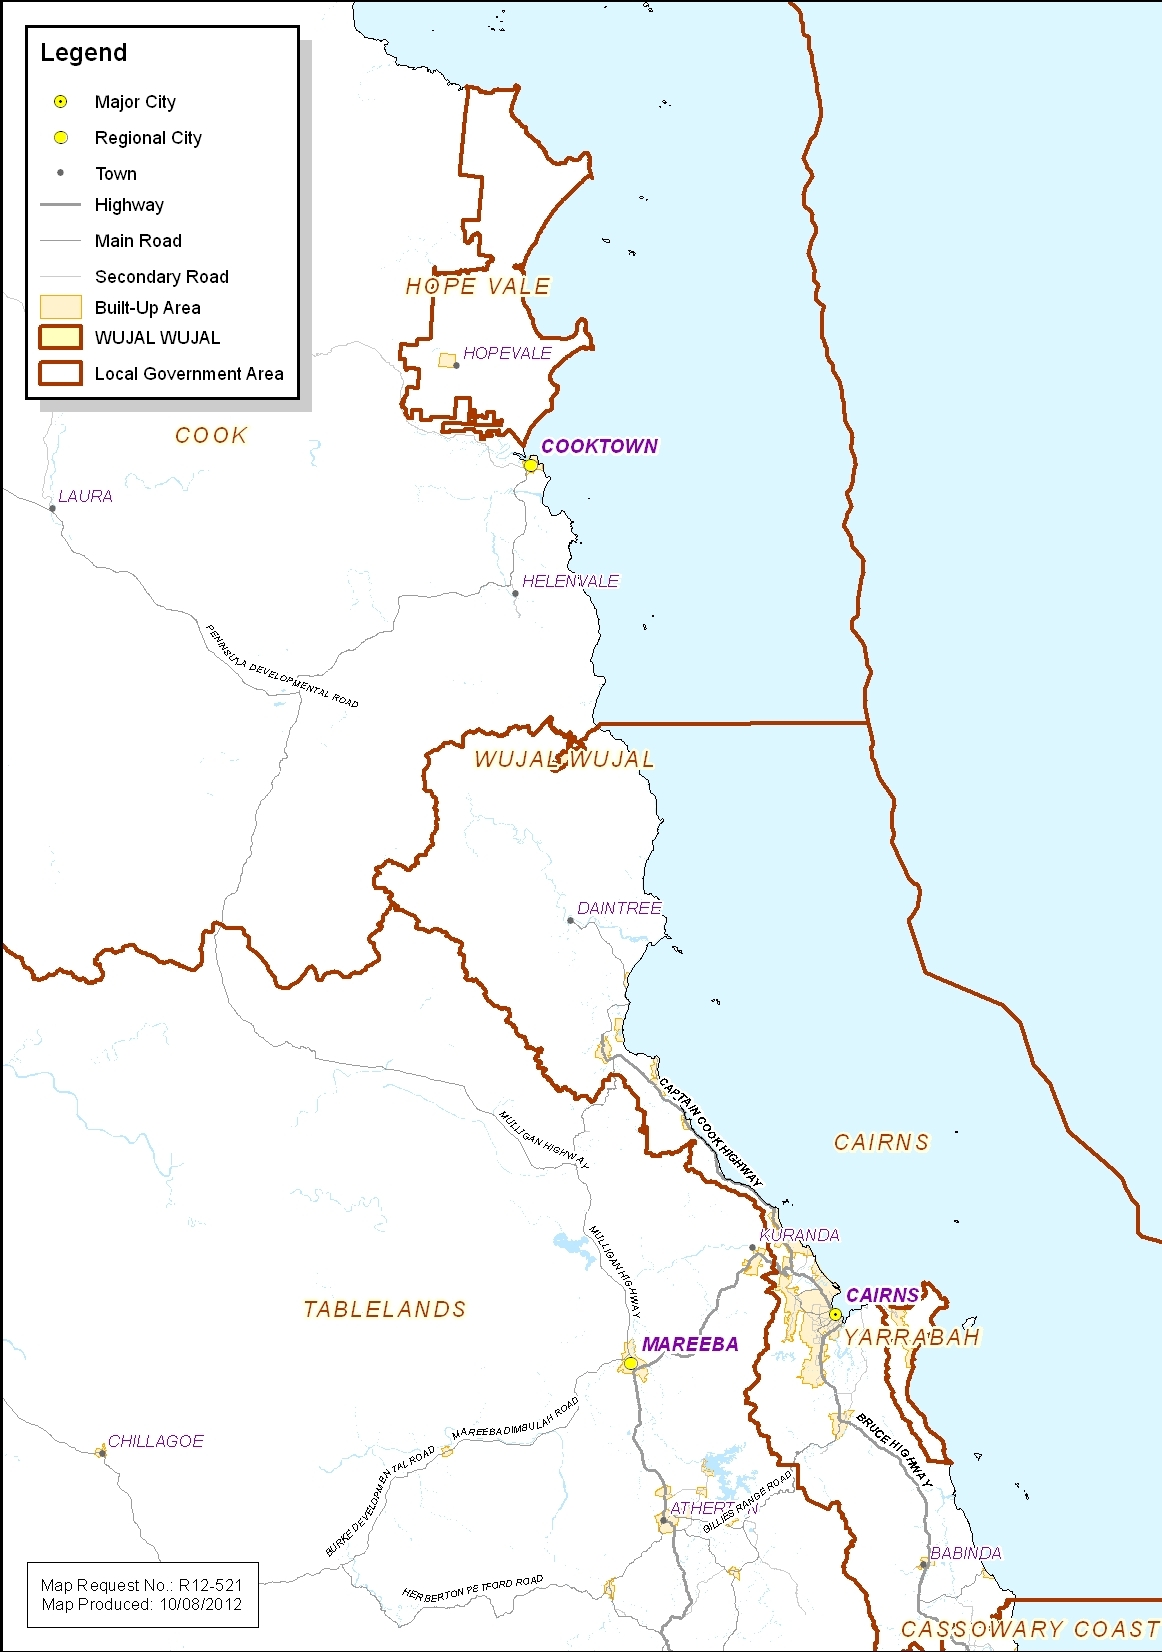 Legend
Major City
Regional City
Town
Highway
Main Road
Secondary Road
Built-Up Area
WUJAL WUJAL
Local Government Area
HOPE VALE
HOPEVALE
COOK
COOKTOWN
LAURA
HELENVALE
PENINSULA DEVELOPMENTAL ROAD
WUJAL WUJAL
DAINTREE
CAPTAIN COOK HIGHWAY
MULLIGAN HIGHWAY
CAIRNS
MULLIGAN HIGHWAY
KURANDA
TABLELANDS
CAIRNS
YARRABAH
MAREEBA
MAREEBA DIMBULAH ROAD
CHILLAGOE
BURKE DEVELOPMENTAL ROAD
BRUCE HIGHWAY
ATHERTON
GILLIES RANGE ROAD
BABINDA
HERBERTON PETFORD ROAD
CASSOWARY COAST
Map Request No.: R12-521
Map Produced: 10/08/2012